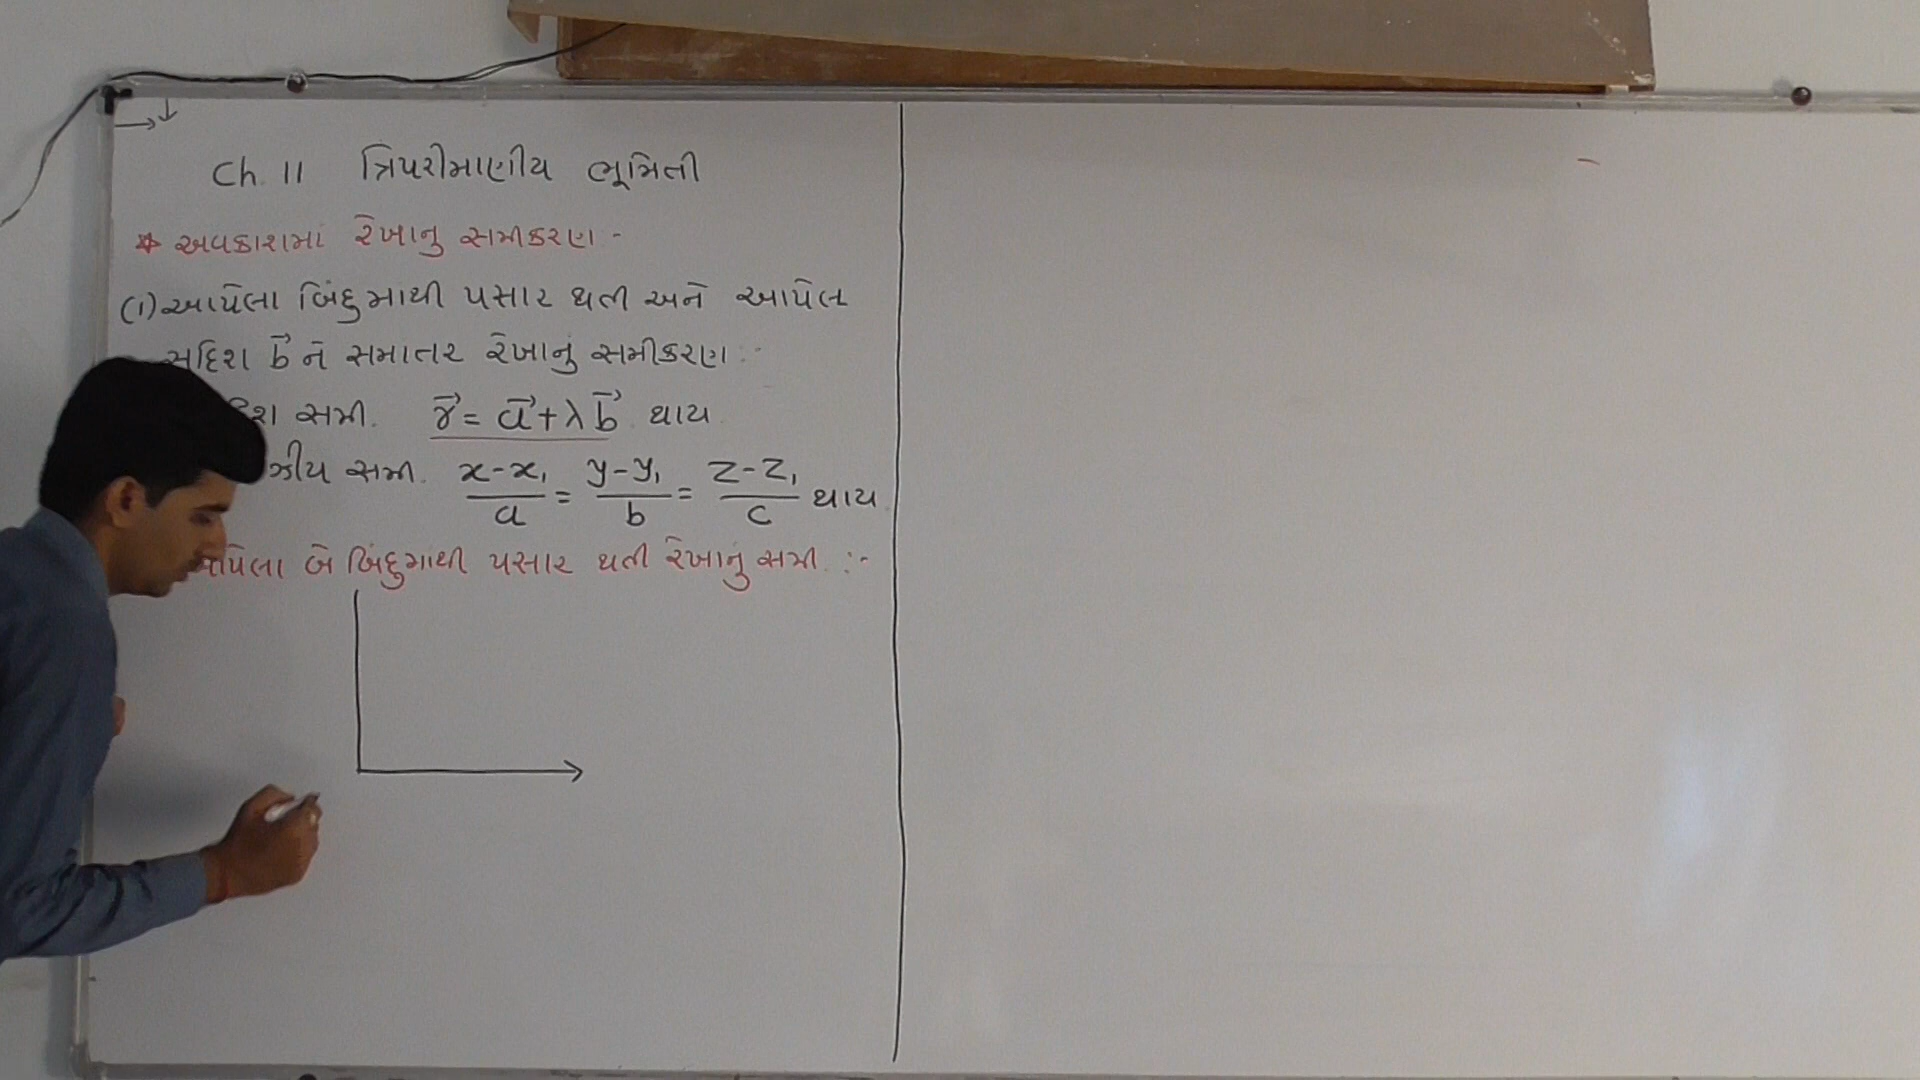 Ch. 11 ત્રિપરીમાણીય ભૂમિતી
* અવકાશમાં રેખાનુ સમીકરણ -
(1) આપેલા બિંદુમાંથી પસાર થતી અને આપેલ
સદિશ b⃗ ને સમાતર રેખાનું સમીકરણ :-
સમી. r⃗ = a⃗ + λ b⃗ થાય
સમી. x-x₁/a = y-y₁/b = z-z₁/c થાય.
બે બિંદુમાથી પસાર થતી રેખાનું સમી. :-